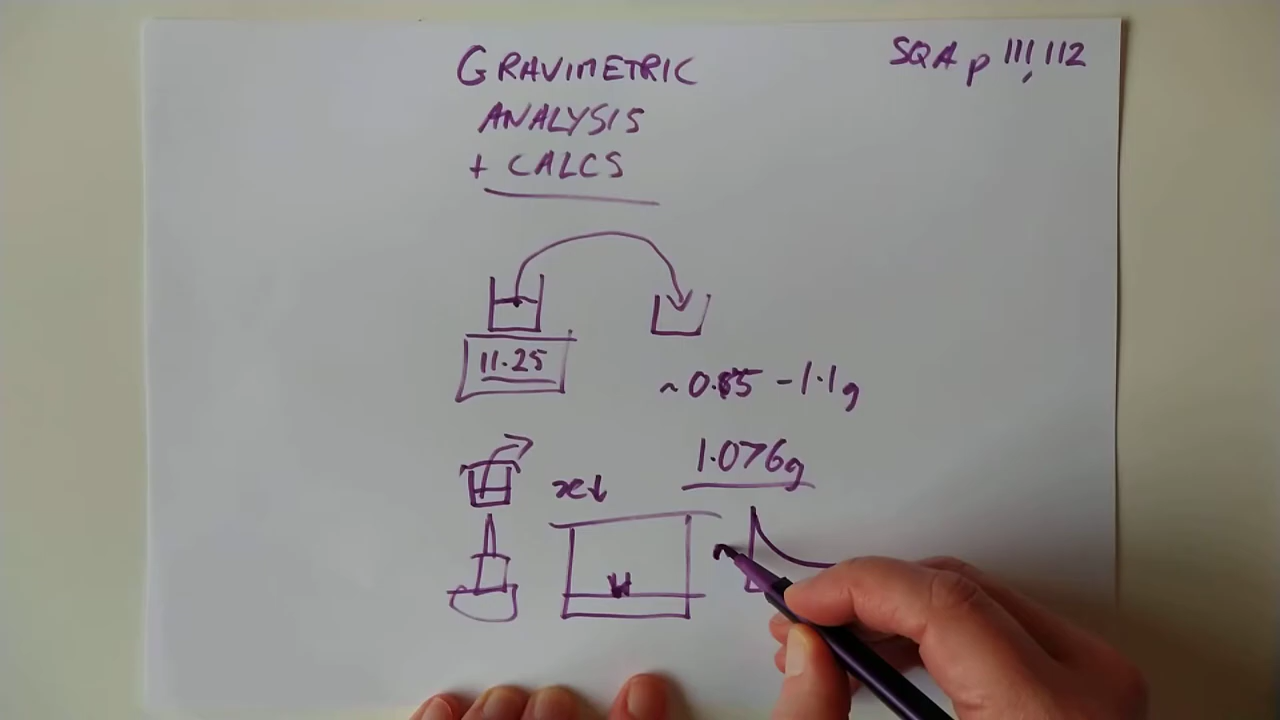 GRAVIMETRIC
ANALYSIS
+ CALCS
SQA p 111, 112
11.25
~0.85 - 1.1g
1.076g
x↓